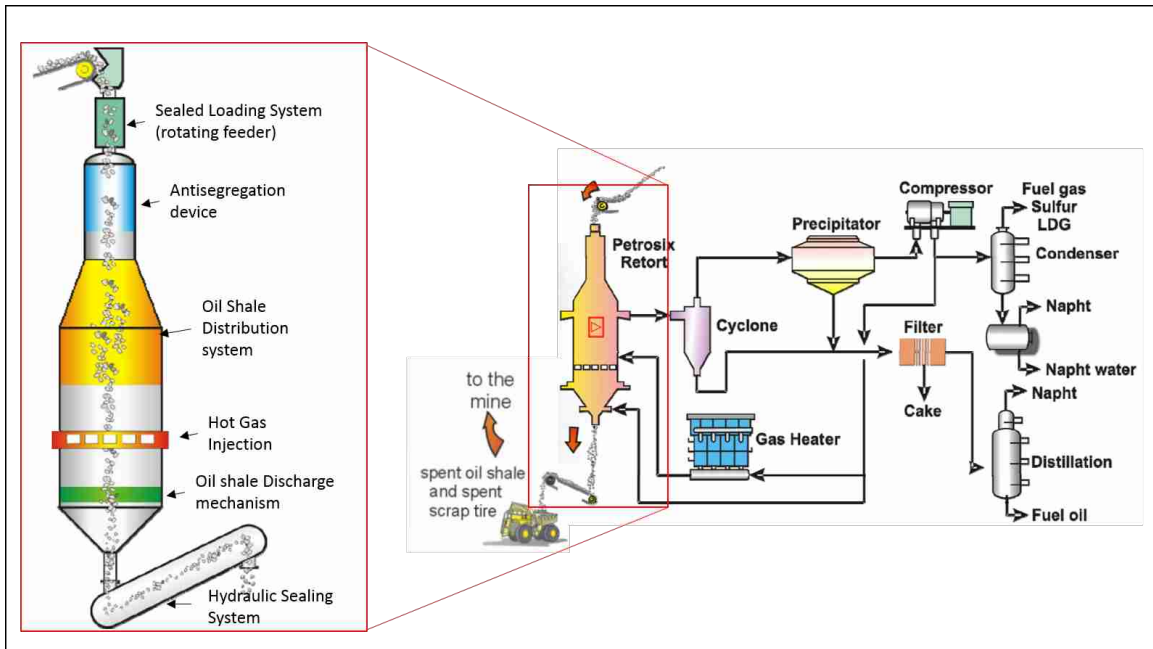 Sealed Loading System
(rotating feeder)
Antisegregation
device
Oil Shale
Distribution
system
Hot Gas
Injection
Oil shale Discharge
mechanism
Hydraulic Sealing
System
Petrosix
Retort
to the
mine
spent oil shale
and spent
scrap tire
Cyclone
Precipitator
Compressor
Gas Heater
Filter
Cake
Fuel gas
Sulfur
LDG
Condenser
Napht
Napht water
Napht
Distillation
Fuel oil